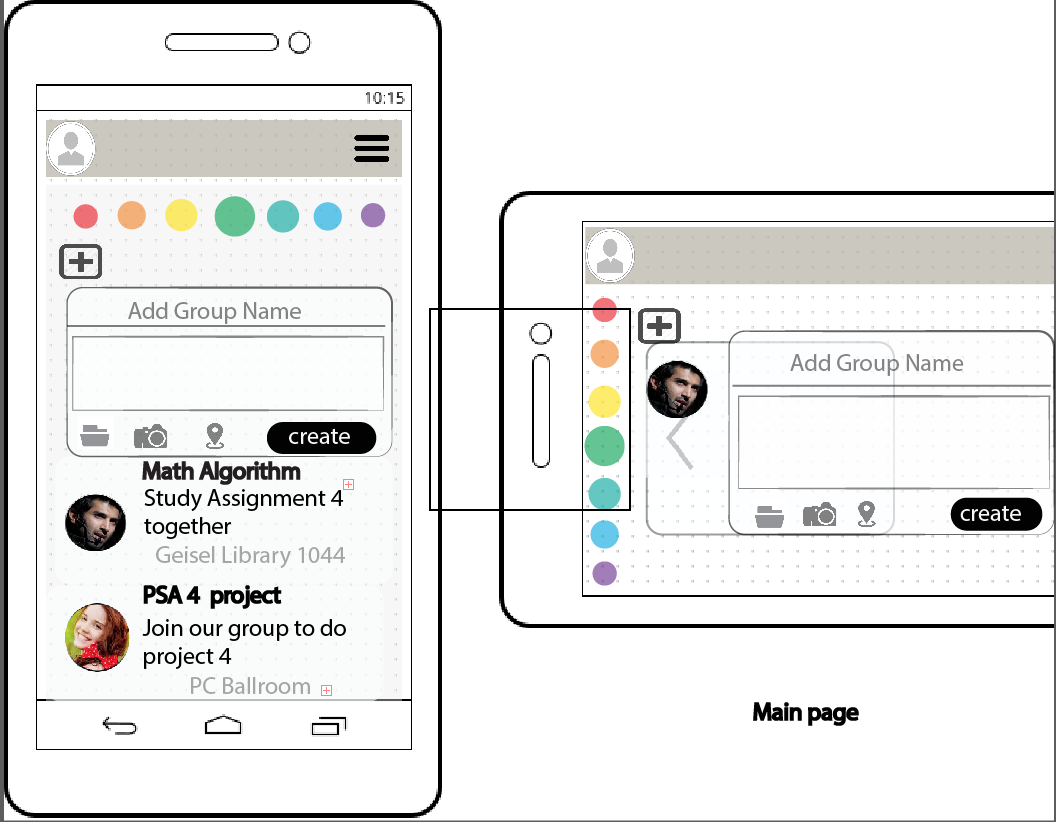 10:15
Add Group Name
create
Math Algorithm
Study Assignment 4
together
Geisel Library 1044
PSA 4 project
Join our group to do
project 4
PC Ballroom
Add Group Name
create
Main page